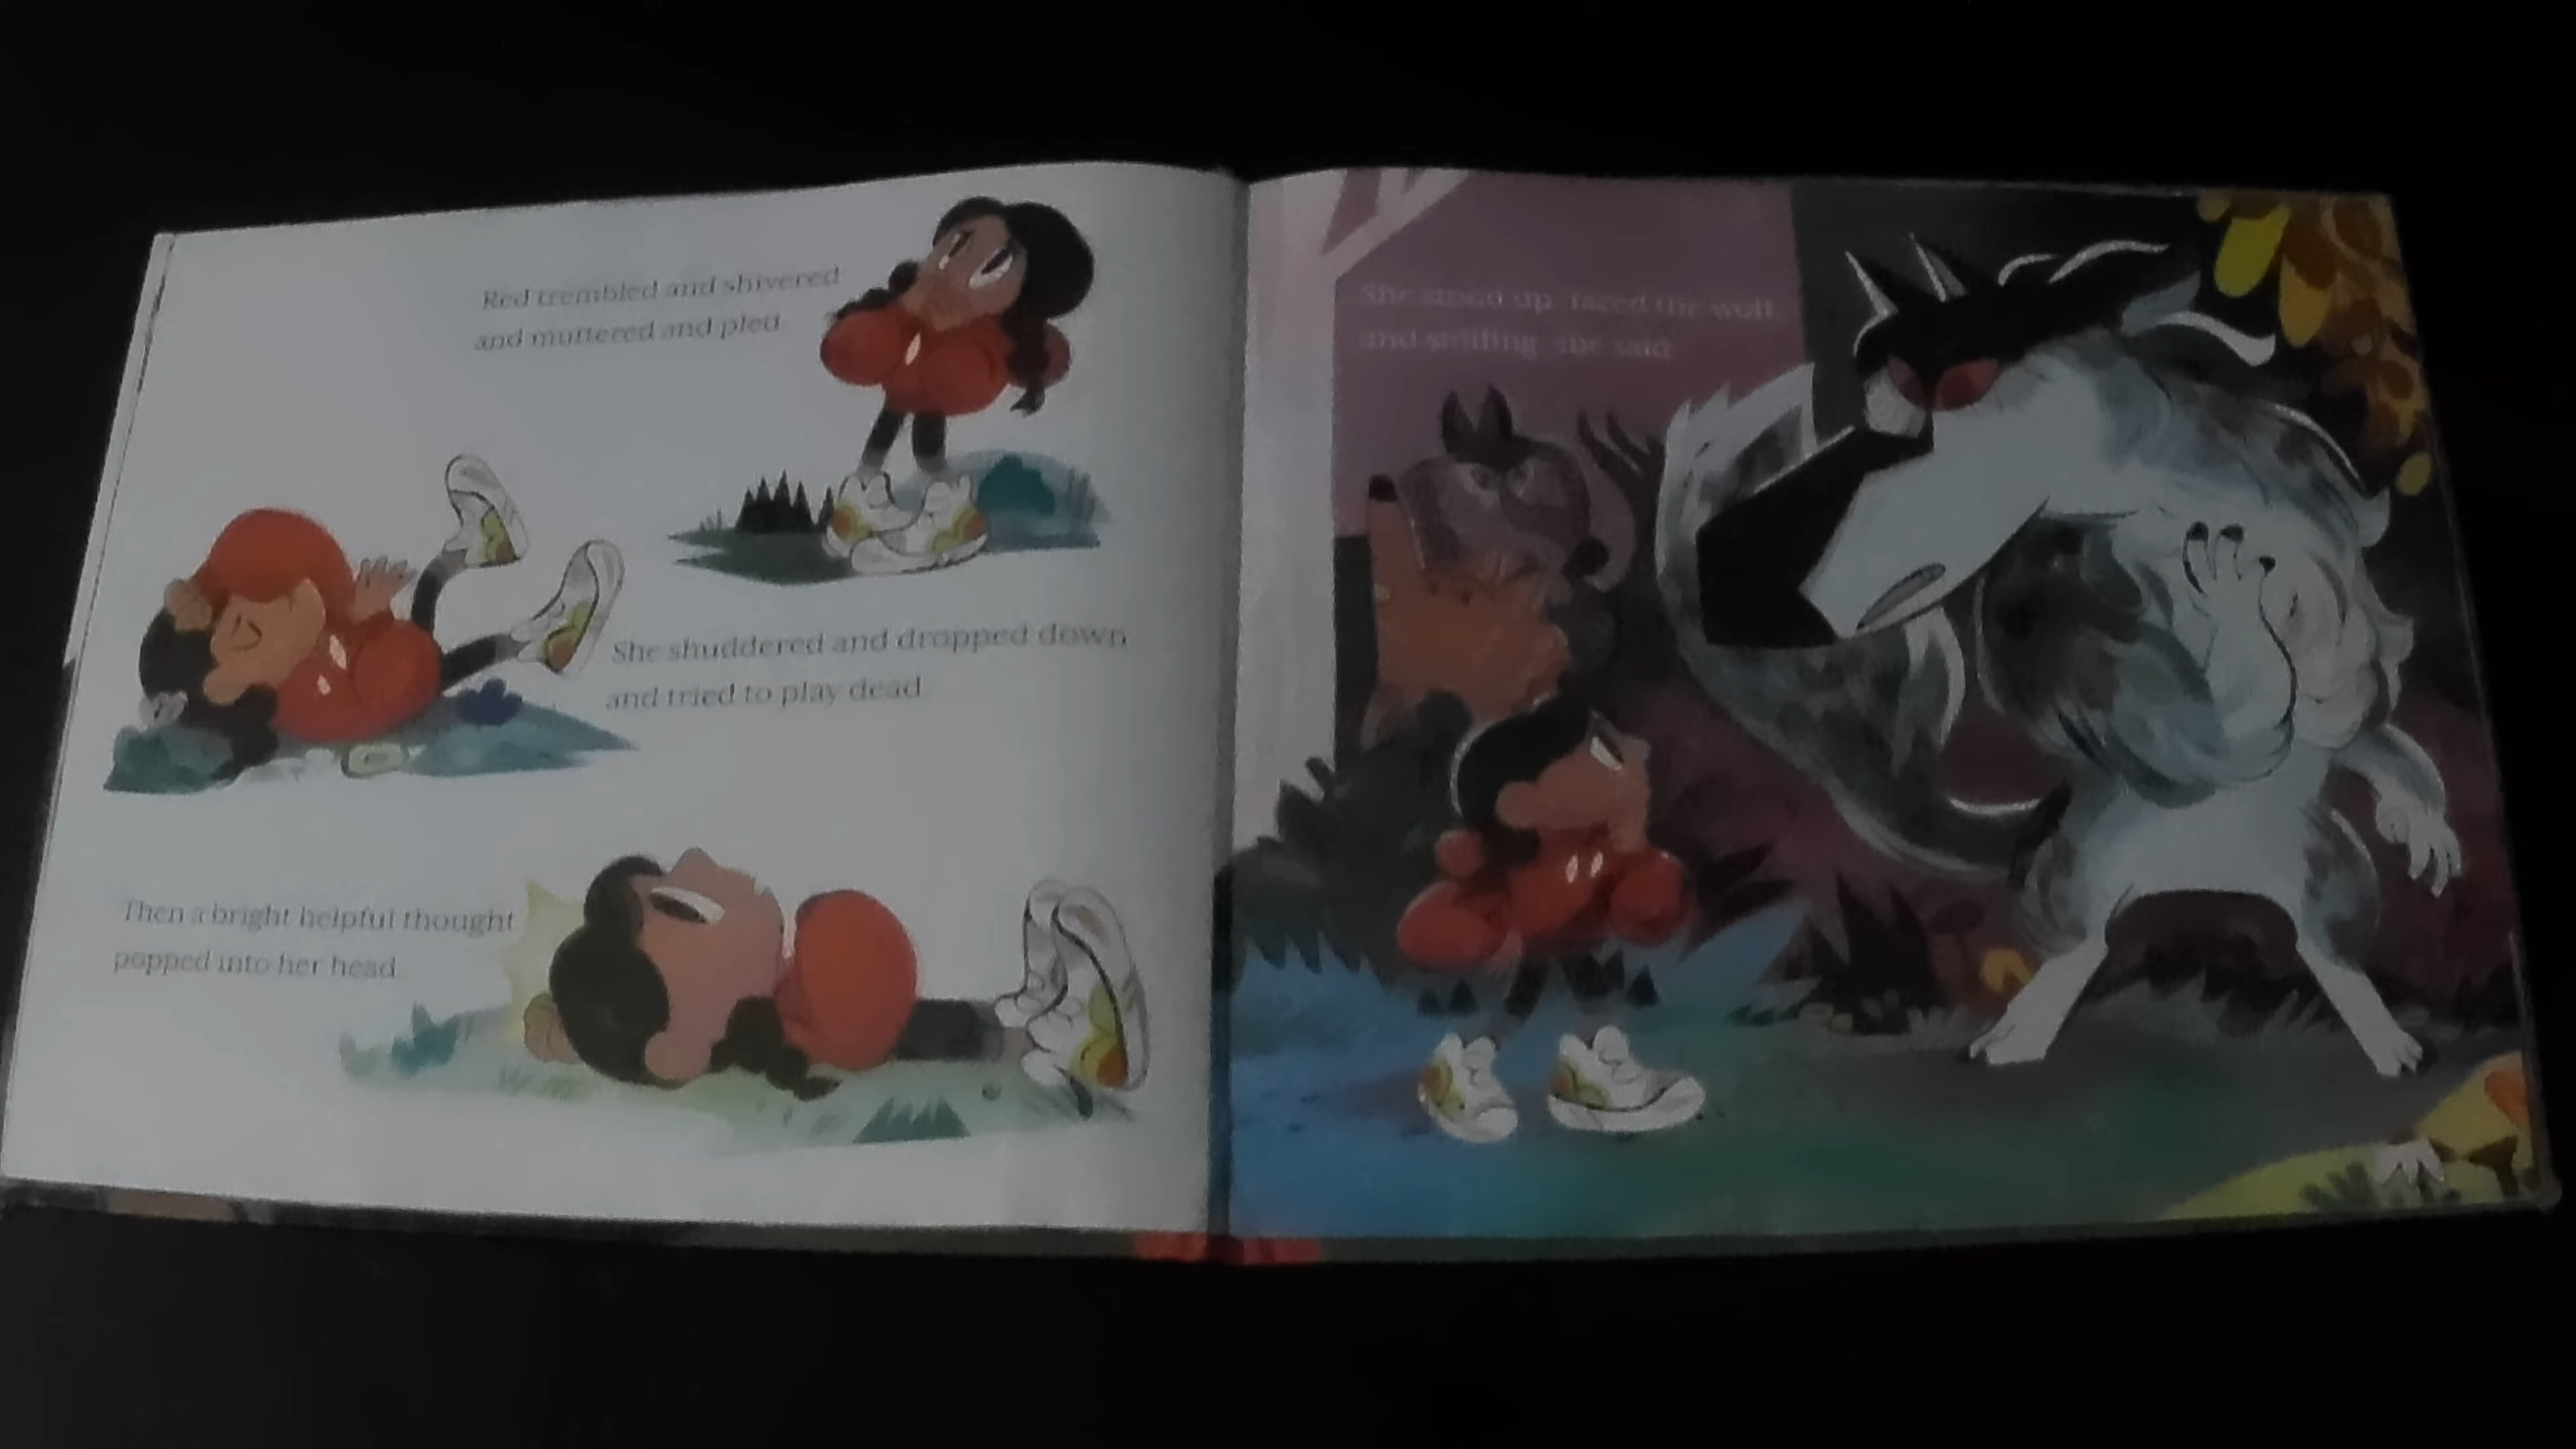 Red trembled and shivered
and muttered and pled.
She shuddered and dropped down
and tried to play dead.
Then a bright helpful thought
popped into her head.
She stood up, faced the wolf,
and smiling, she said: